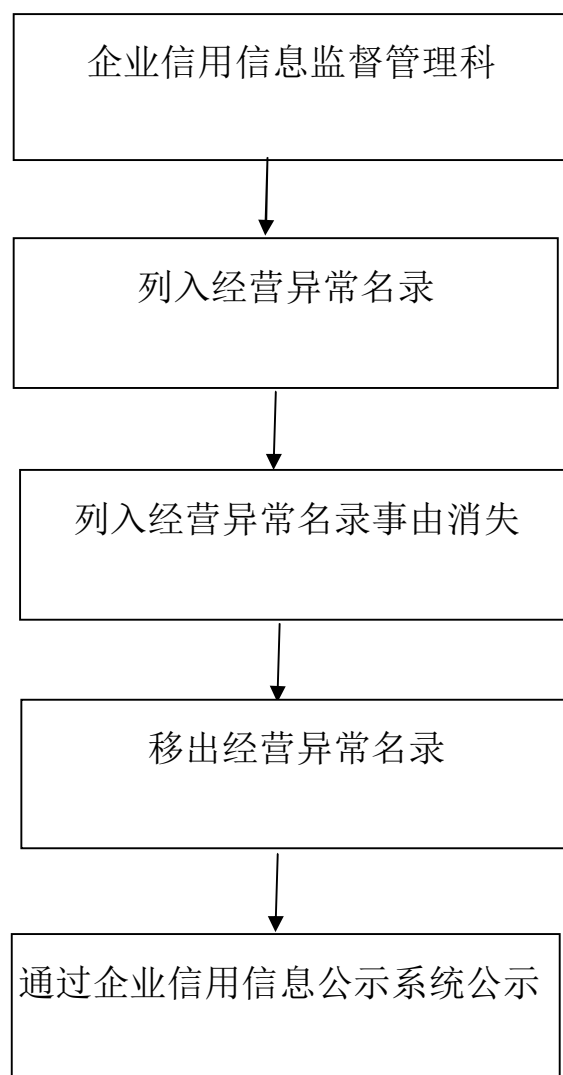 企业信用信息监督管理科
列入经营异常名录
列入经营异常名录事由消失
移出经营异常名录
通过企业信用信息公示系统公示